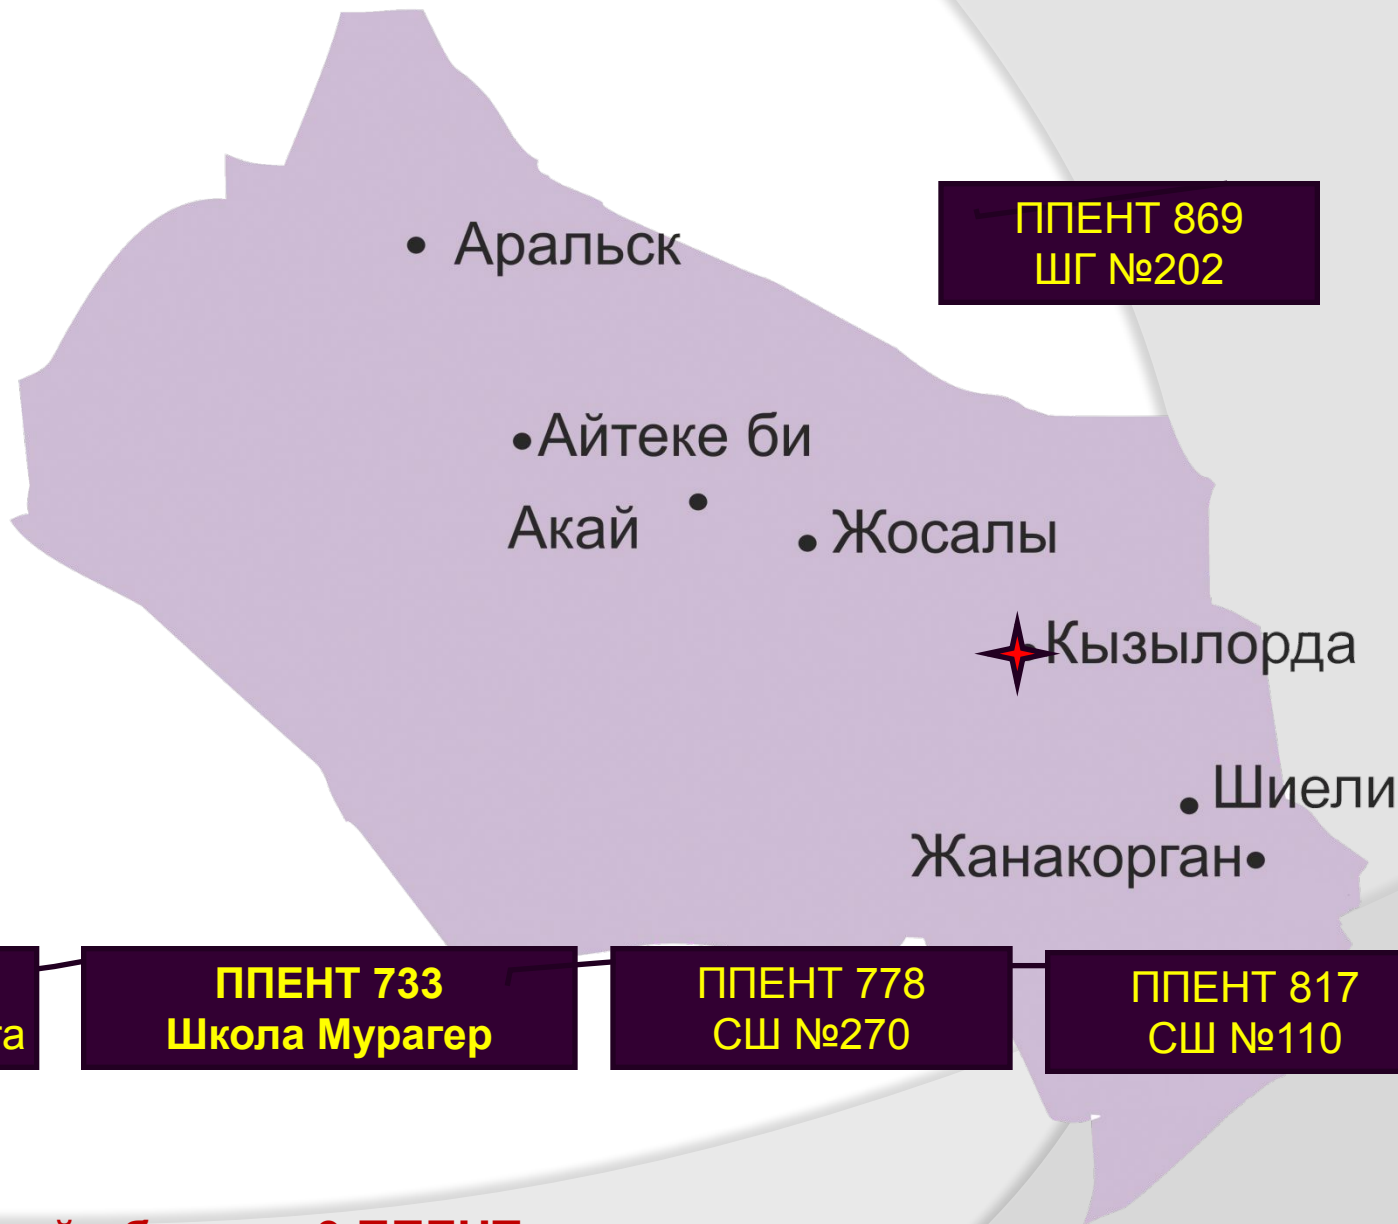 Аральск
ППЕНТ 869
ШГ №202
Айтеке би
Акай
Жосалы
Кызылорда
Шиели
Жанакорган
ППЕНТ 733
Школа Мурагер
ППЕНТ 778
СШ №270
ППЕНТ 817
СШ №110